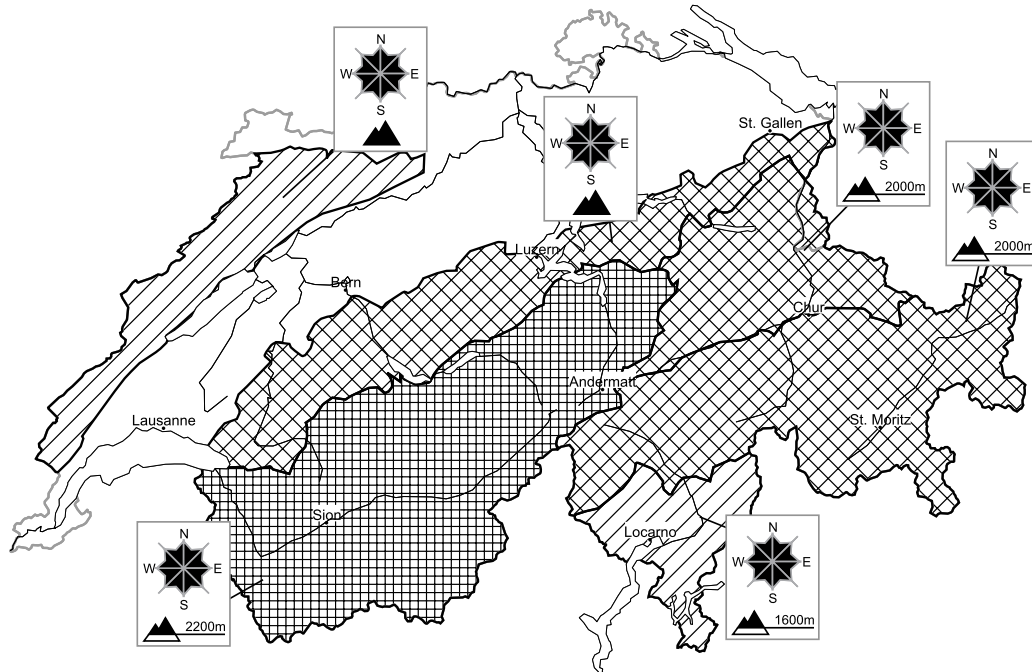 N
W E
S
N
W E
S
St. Gallen
N
W E
S
2000m
N
W E
S
2000m
Luzern
Bern
Chur
Andermatt
Lausanne
St. Moritz
Sion
Locarno
N
W E
S
2200m
N
W E
S
1600m